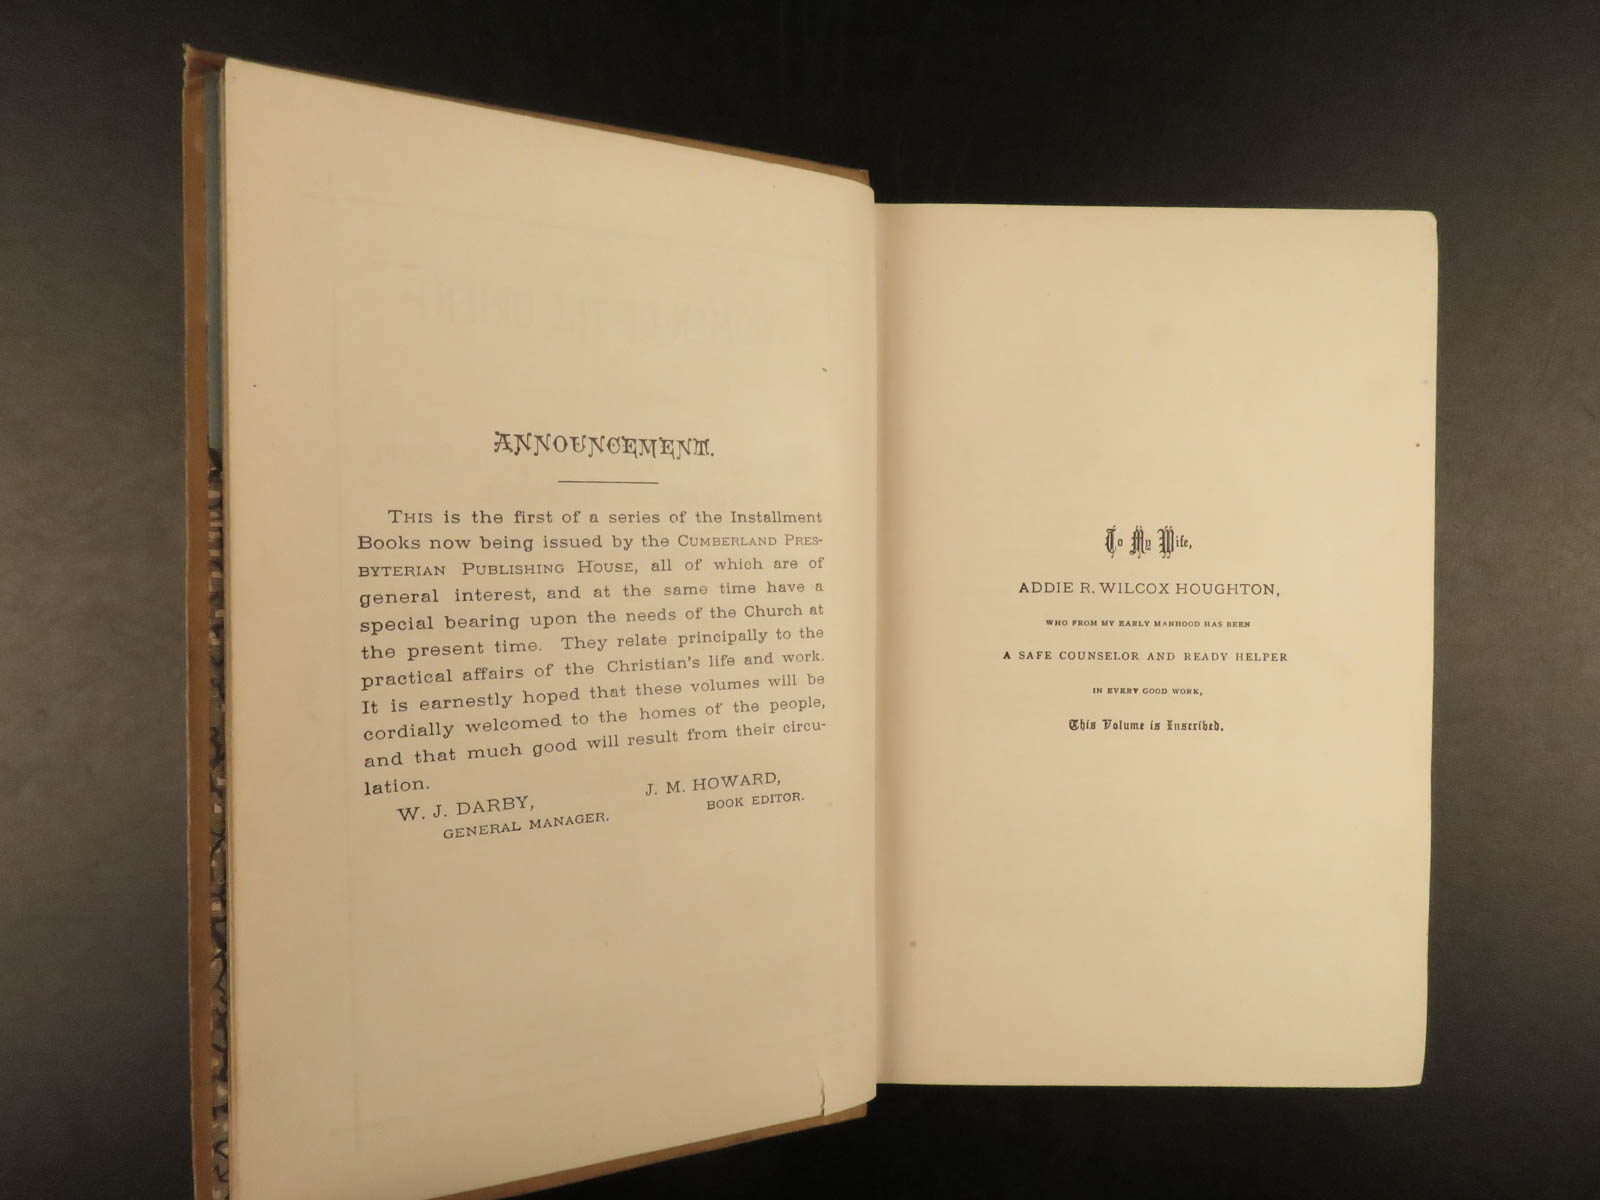 ANNOUNCEMENT.
THIS is the first of a series of the Installment
Books now being issued by the CUMBERLAND PRES-
BYTERIAN PUBLISHING HOUSE, all of which are of
general interest, and at the same time have a
special bearing upon the needs of the Church at
the present time. They relate principally to the
practical affairs of the Christian's life and work.
It is earnestly hoped that these volumes will be
cordially welcomed to the homes of the people,
and that much good will result from their circu-
lation.
W. J. DARBY,
GENERAL MANAGER.
J. M. HOWARD,
BOOK EDITOR.
To My Wife,
ADDIE R. WILCOX HOUGHTON,
WHO FROM MY EARLY MANHOOD HAS BEEN
A SAFE COUNSELOR AND READY HELPER
IN EVERY GOOD WORK,
This Volume is Inscribed.